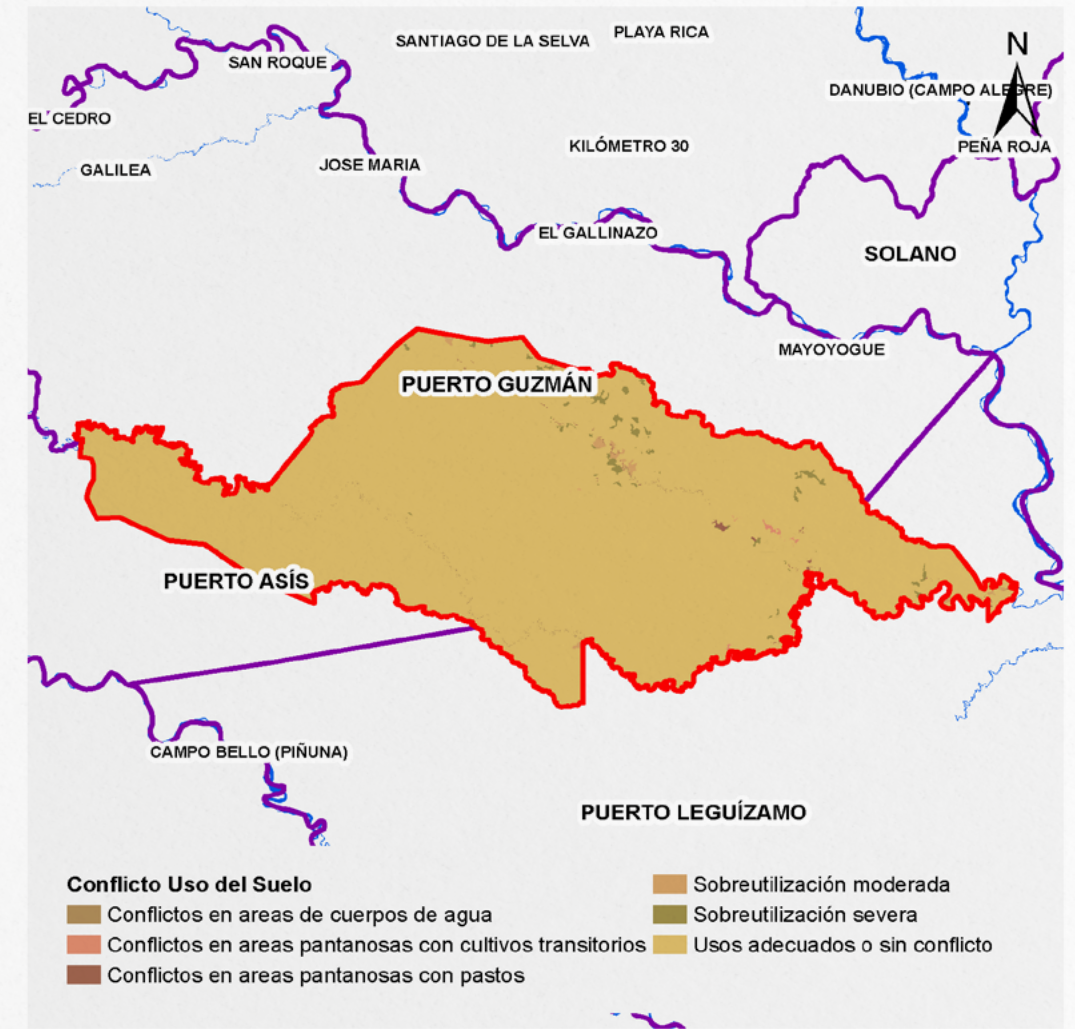 SANTIAGO DE LA SELVA
PLAYA RICA
N
SAN ROQUE
DANUBIO (CAMPO ALEGRE)
EL CEDRO
PEÑA ROJA
KILÓMETRO 30
JOSE MARIA
GALILEA
EL GALLINAZO
SOLANO
MAYOYOGUE
PUERTO GUZMÁN
PUERTO ASÍS
CAMPO BELLO (PIÑUNA)
PUERTO LEGUÍZAMO
Conflicto Uso del Suelo
Conflictos en areas de cuerpos de agua
Conflictos en areas pantanosas con cultivos transitorios
Conflictos en areas pantanosas con pastos
Sobreutilización moderada
Sobreutilización severa
Usos adecuados o sin conflicto